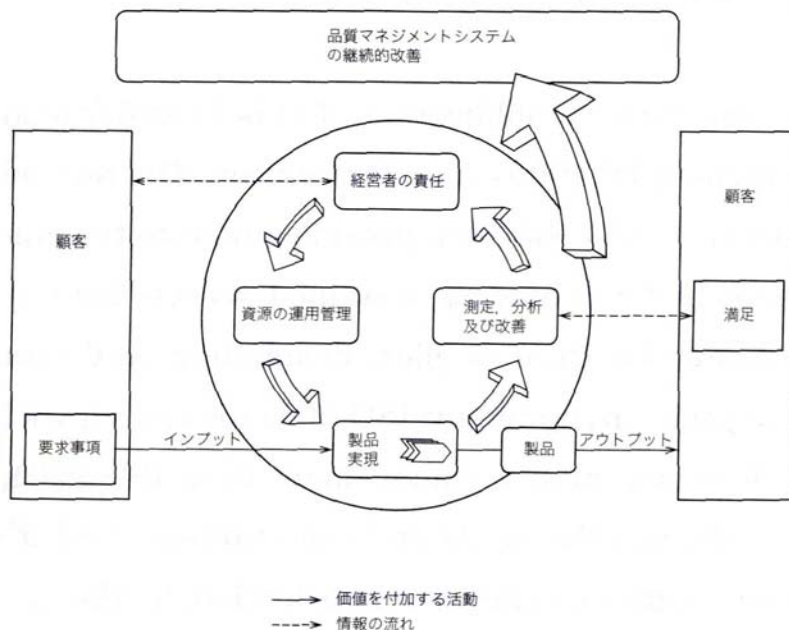 品質マネジメントシステム
の継続的改善
顧客
経営者の責任
顧客
資源の運用管理
測定，分析
及び改善
満足
要求事項
インプット
製品
実現
製品
アウトプット
価値を付加する活動
情報の流れ